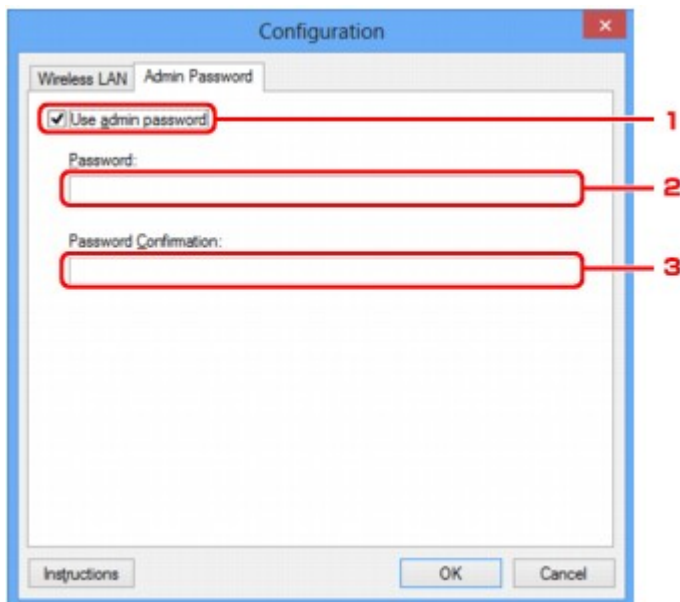 Configuration
Wireless LAN
Admin Password
Use admin password
1
Password:
2
Password Confirmation:
3
Instructions
OK
Cancel